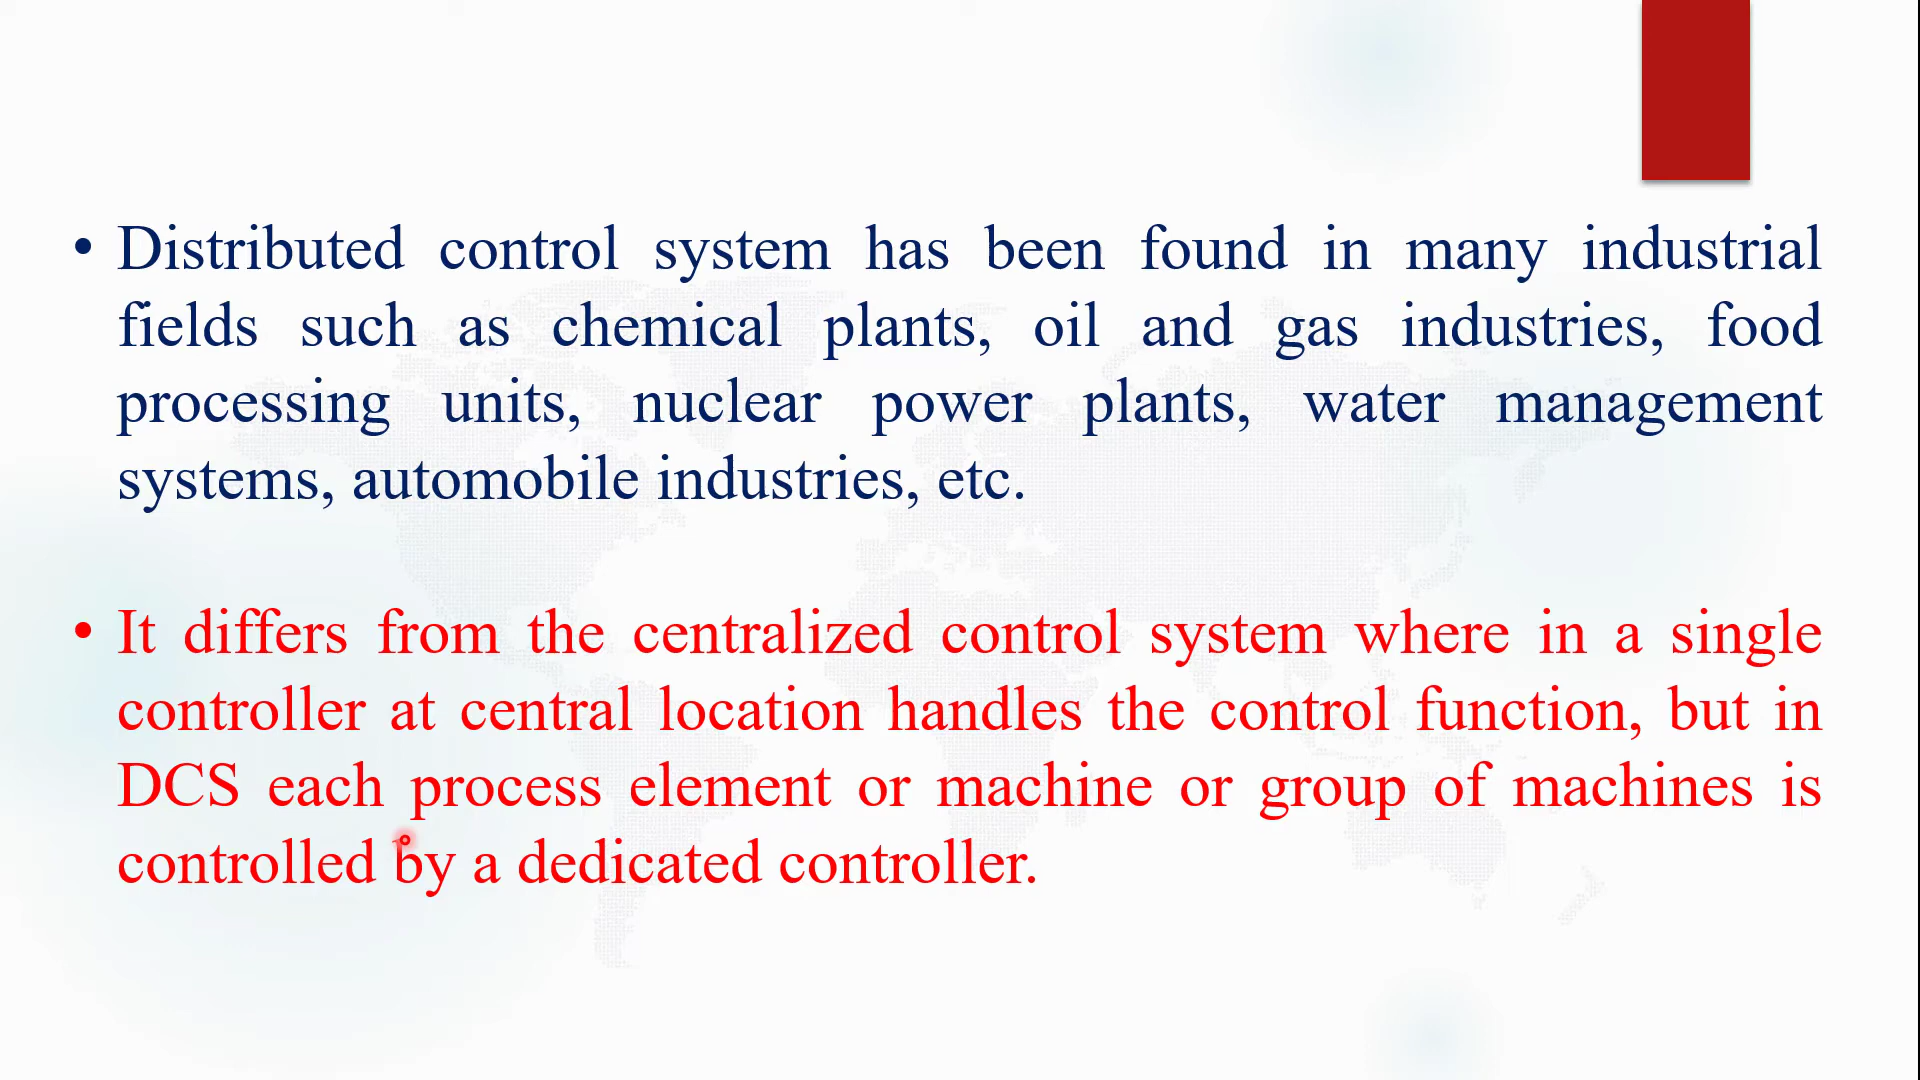 • Distributed control system has been found in many industrial
fields such as chemical plants, oil and gas industries, food
processing units, nuclear power plants, water management
systems, automobile industries, etc.
• It differs from the centralized control system where in a single
controller at central location handles the control function, but in
DCS each process element or machine or group of machines is
controlled by a dedicated controller.